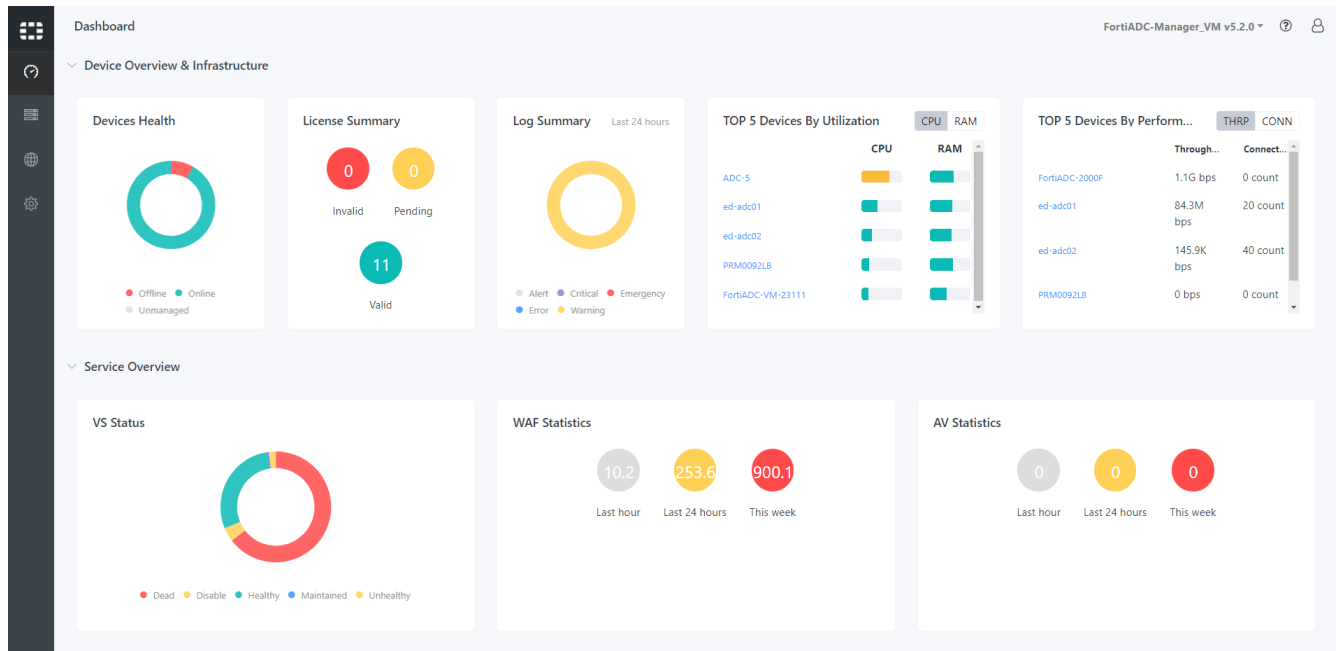 Dashboard
FortiADC-Manager_VM v5.2.0
Device Overview & Infrastructure
Devices Health
Offline Online
Unmanaged
License Summary
0 0
Invalid Pending
11
Valid
Log Summary Last 24 hours
Alert Critical Emergency
Error Warning
TOP 5 Devices By Utilization CPU RAM
CPU RAM
ADC-5
ed-adc01
ed-adc02
PRM0092LB
FortiADC-VM-23111
TOP 5 Devices By Perform... THRP CONN
Through... Connect...
FortiADC-2000F 1.1G bps 0 count
ed-adc01 84.3M 20 count
bps
ed-adc02 145.9K 40 count
bps
PRM0092LB 0 bps 0 count
Service Overview
VS Status
Dead Disable Healthy Maintained Unhealthy
WAF Statistics
10.2 253.6 900.1
Last hour Last 24 hours This week
AV Statistics
0 0 0
Last hour Last 24 hours This week